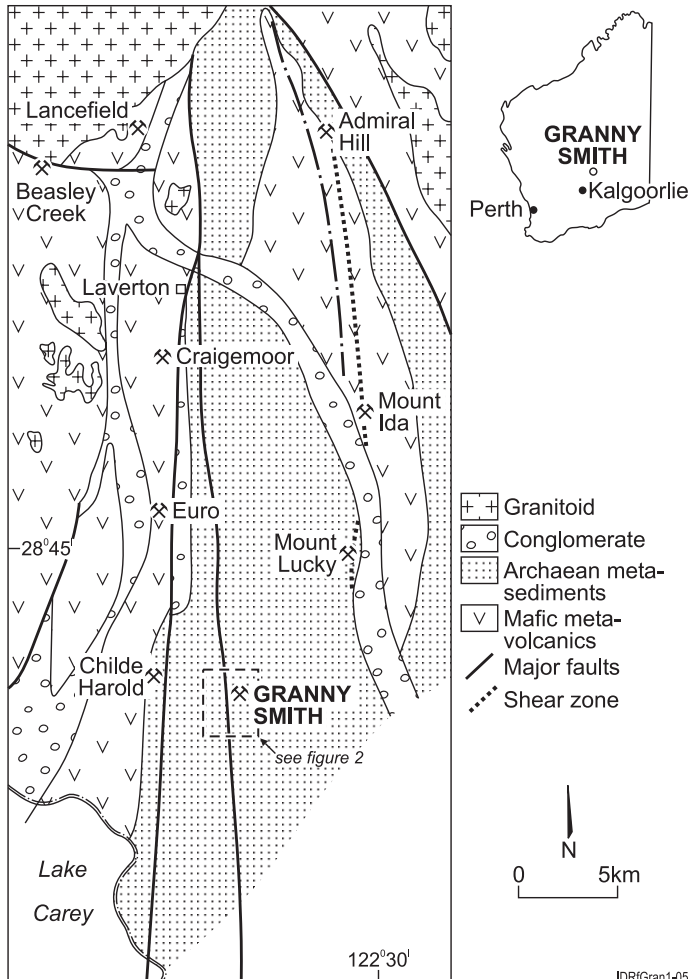 Lancefield
Admiral
Hill
Beasley
Creek
Laverton
Craigemoor
Mount
Ida
Euro
28°45'
Mount
Lucky
Childe
Harold
GRANNY
SMITH
see figure 2
Lake
Carey
122°30'
GRANNY
SMITH
Kalgoorlie
Perth
Granitoid
Conglomerate
Archaean meta-
sediments
Mafic meta-
volcanics
Major faults
Shear zone
N
0 5km
IDRfGran1-05